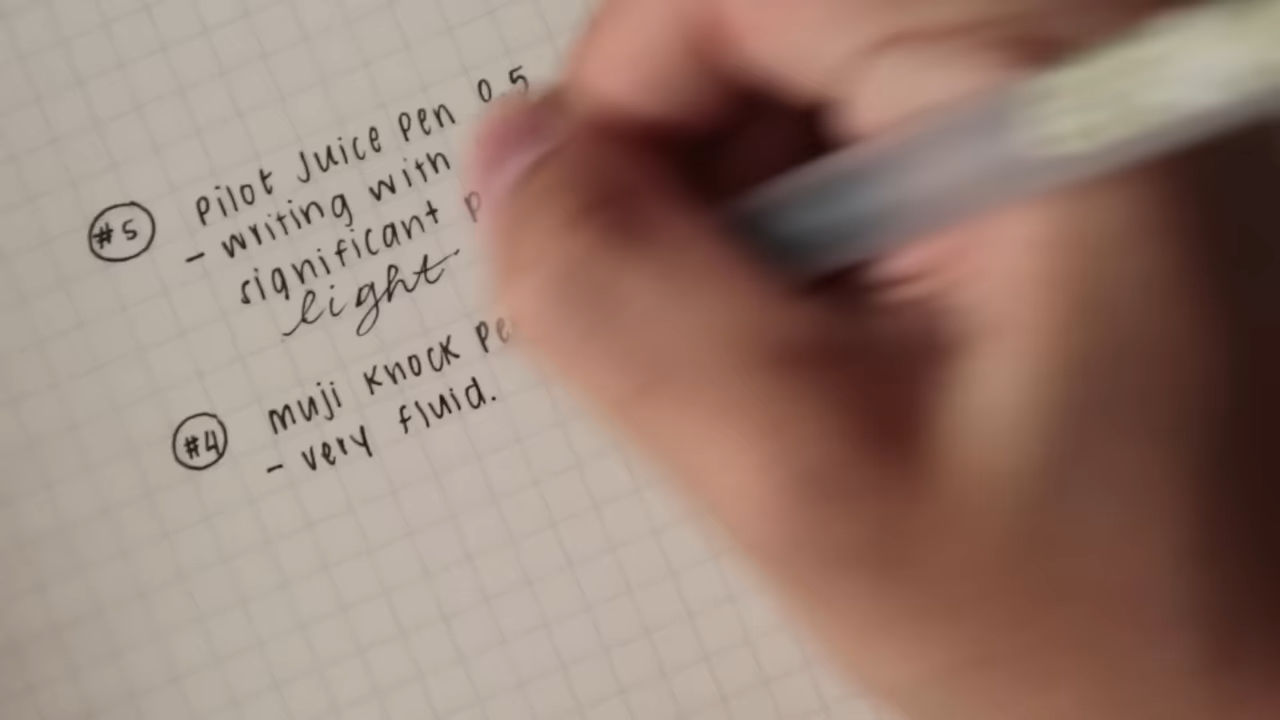 #5 Pilot Juice Pen 0.5
- writing with
significant
light
#4 muji Knock
- very fluid.